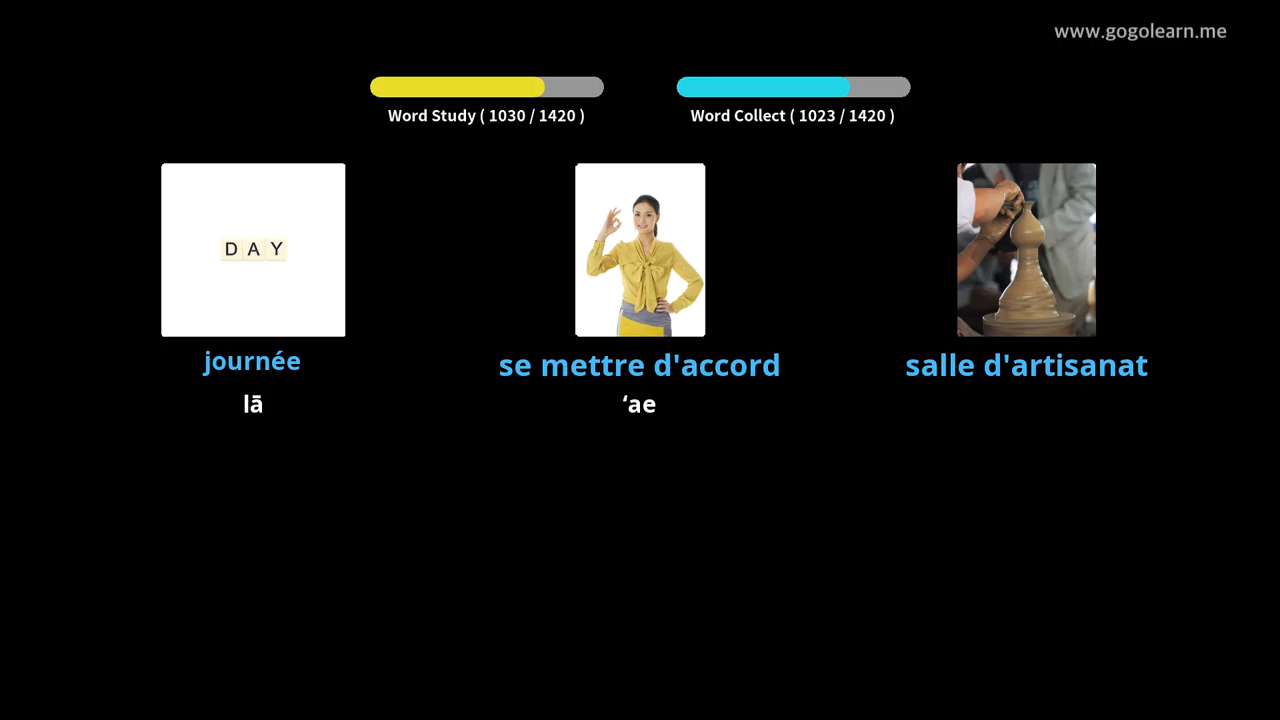 www.gogolearn.me
Word Study ( 1030 / 1420 )
Word Collect ( 1023 / 1420 )
D A Y
journée
se mettre d'accord
salle d'artisanat
lā
ʻae